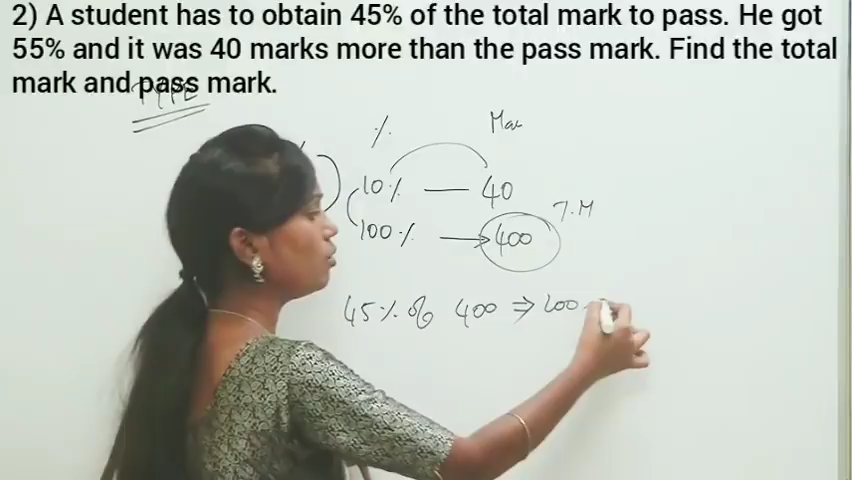 2) A student has to obtain 45% of the total mark to pass. He got
55% and it was 40 marks more than the pass mark. Find the total
mark and pass mark.
TYPE
% Mar
10% — 40
100% → 400 T.M
45% of 400 ⇒ 200 -